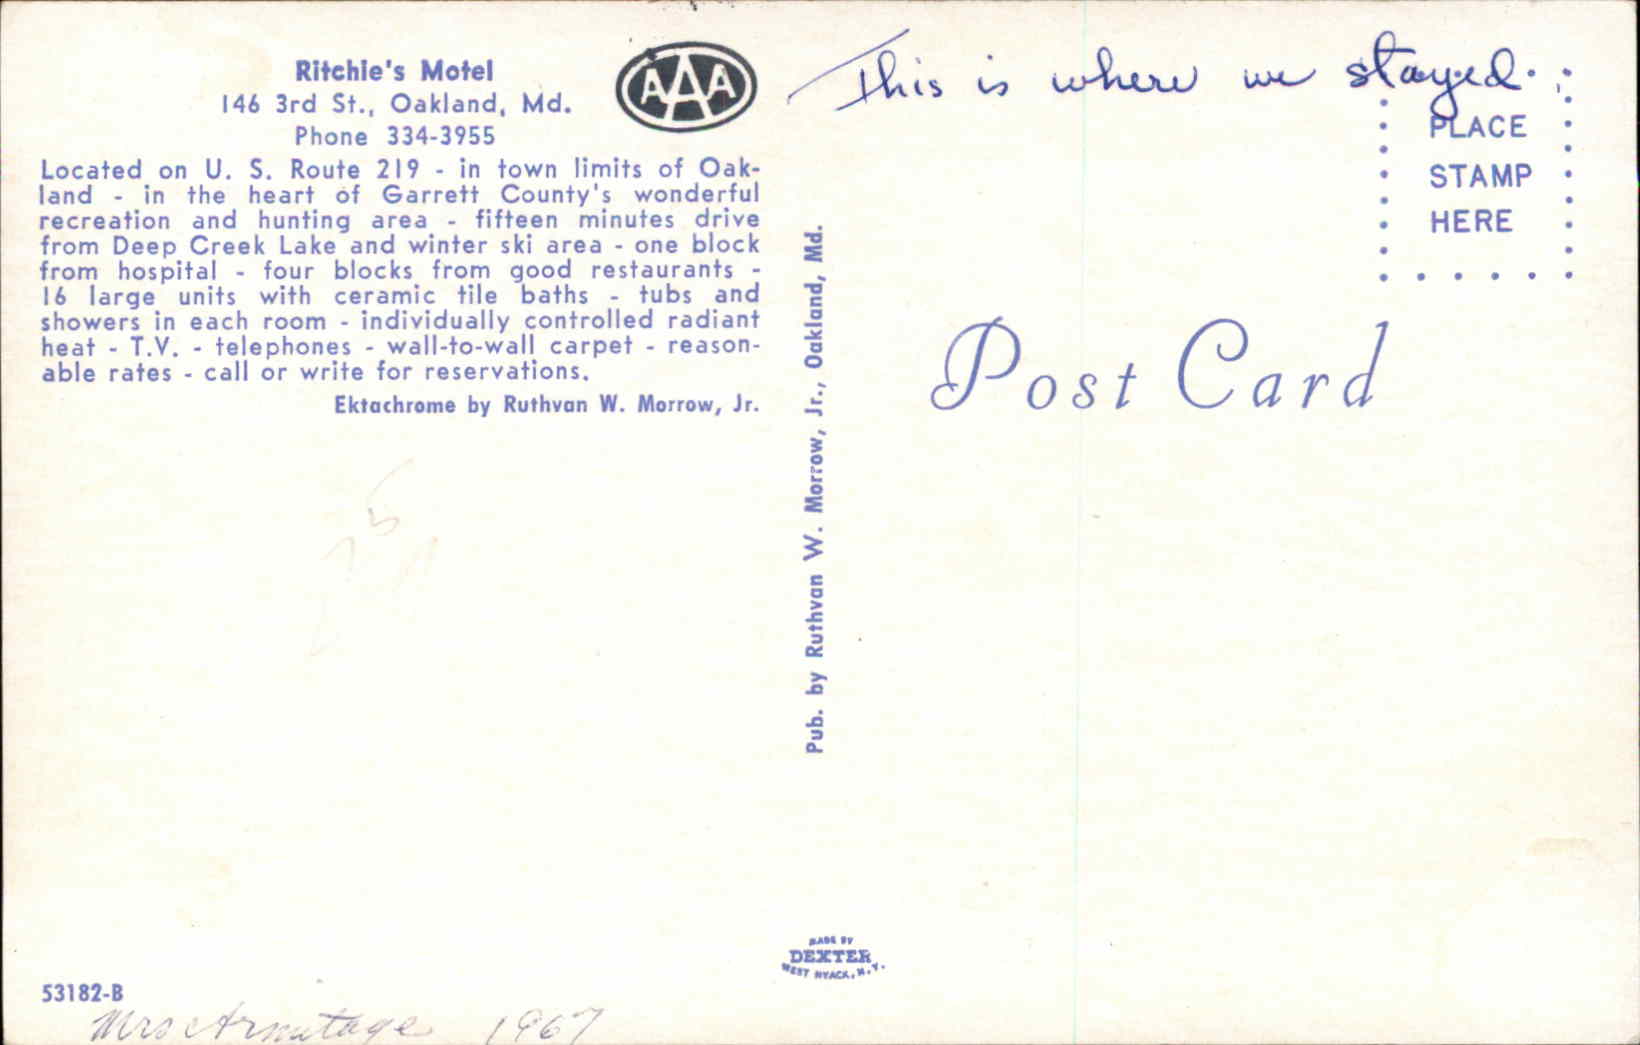 Ritchie's Motel
146 3rd St., Oakland, Md.
Phone 334-3955
AAA
Located on U. S. Route 219 - in town limits of Oak-
land - in the heart of Garrett County's wonderful
recreation and hunting area - fifteen minutes drive
from Deep Creek Lake and winter ski area - one block
from hospital - four blocks from good restaurants -
16 large units with ceramic tile baths - tubs and
showers in each room - individually controlled radiant
heat - T.V. - telephones - wall-to-wall carpet - reason-
able rates - call or write for reservations.
Ektachrome by Ruthvan W. Morrow, Jr.
53182-B
Mrs Armitage 1967
Pub. by Ruthvan W. Morrow, Jr., Oakland, Md.
MADE BY
DEXTER
WEST NYACK, N.Y.
This is where we stayed.
PLACE
STAMP
HERE
Post Card